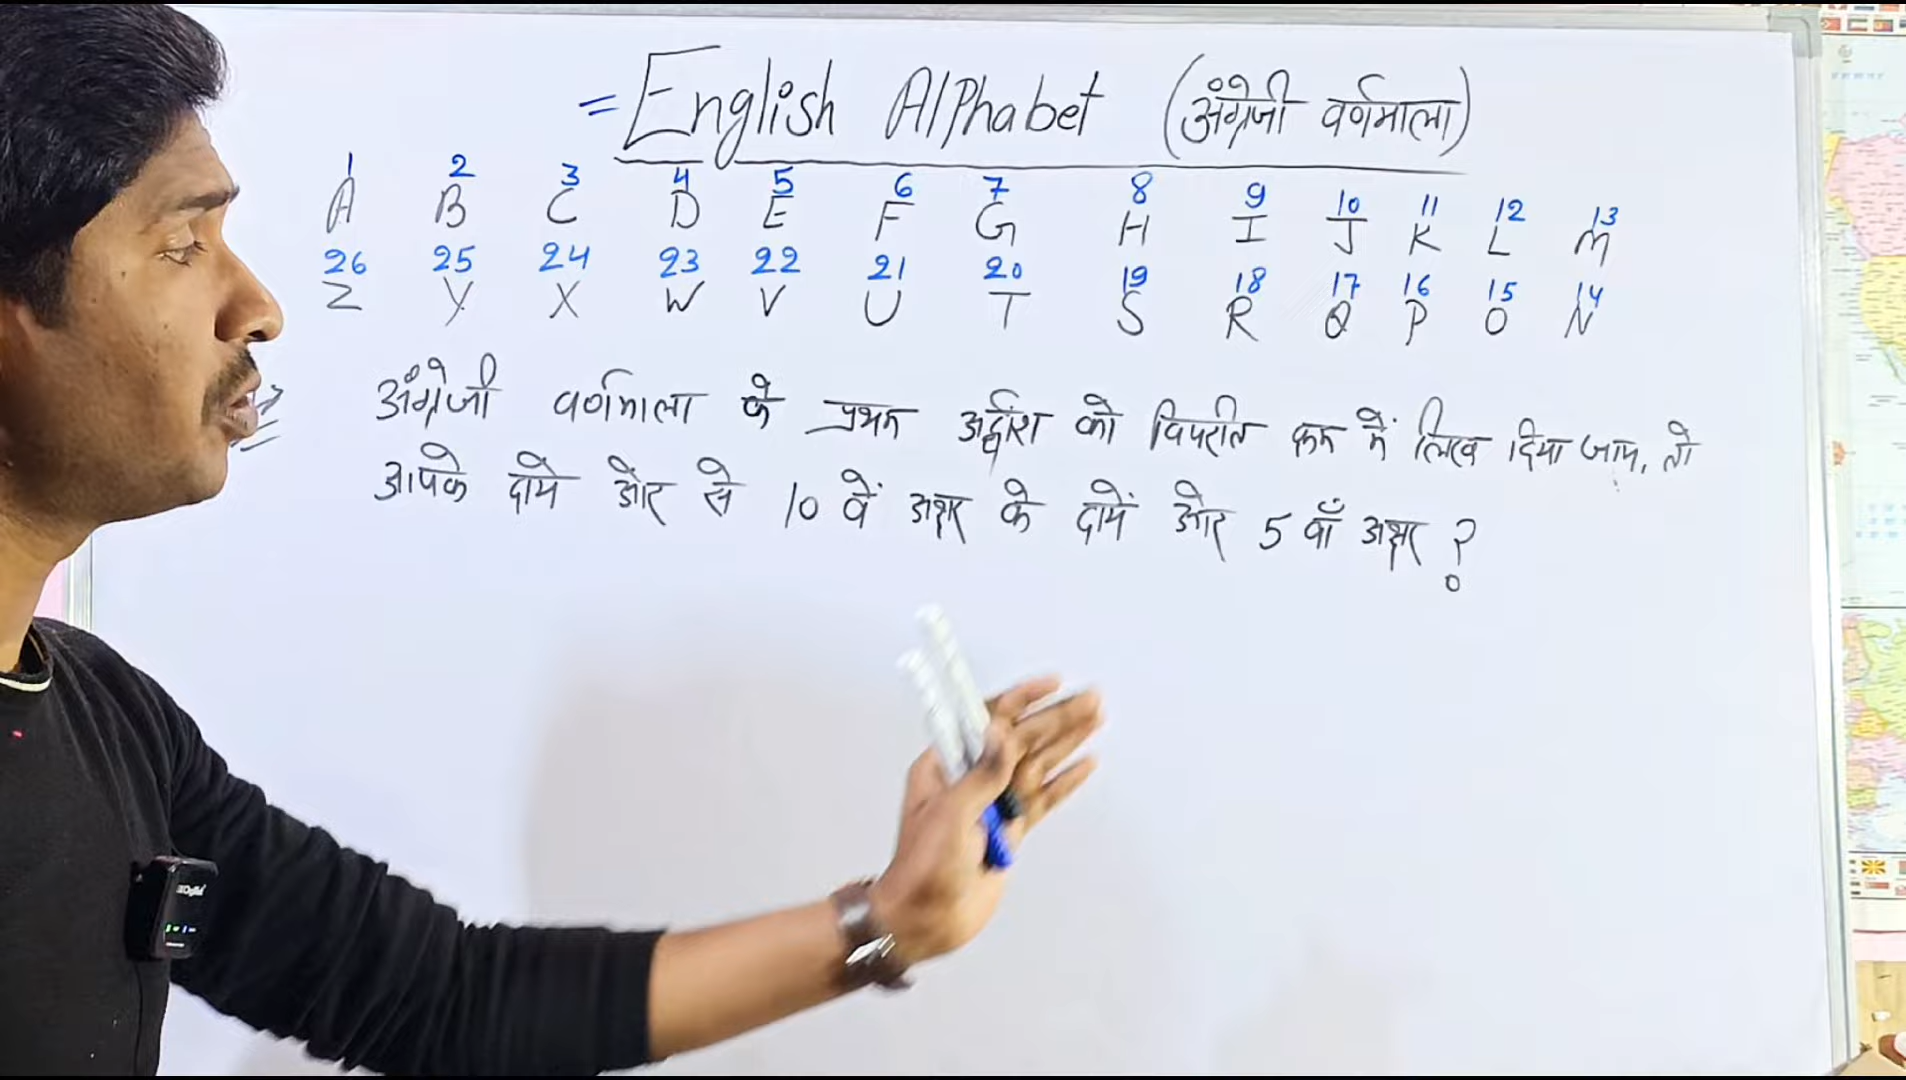 = English Alphabet (अंग्रेजी वर्णमाला)
1 2 3 4 5 6 7 8 9 10 11 12 13
A B C D E F G H I J K L M
26 25 24 23 22 21 20 19 18 17 16 15 14
Z Y X W V U T S R Q P O N
अंग्रेजी वर्णमाला के प्रथम अर्द्धांश को विपरीत क्रम में लिख दिया जाय, तो
आपके दायें ओर से 10 वें अक्षर के दायें ओर 5 वाँ अक्षर ?